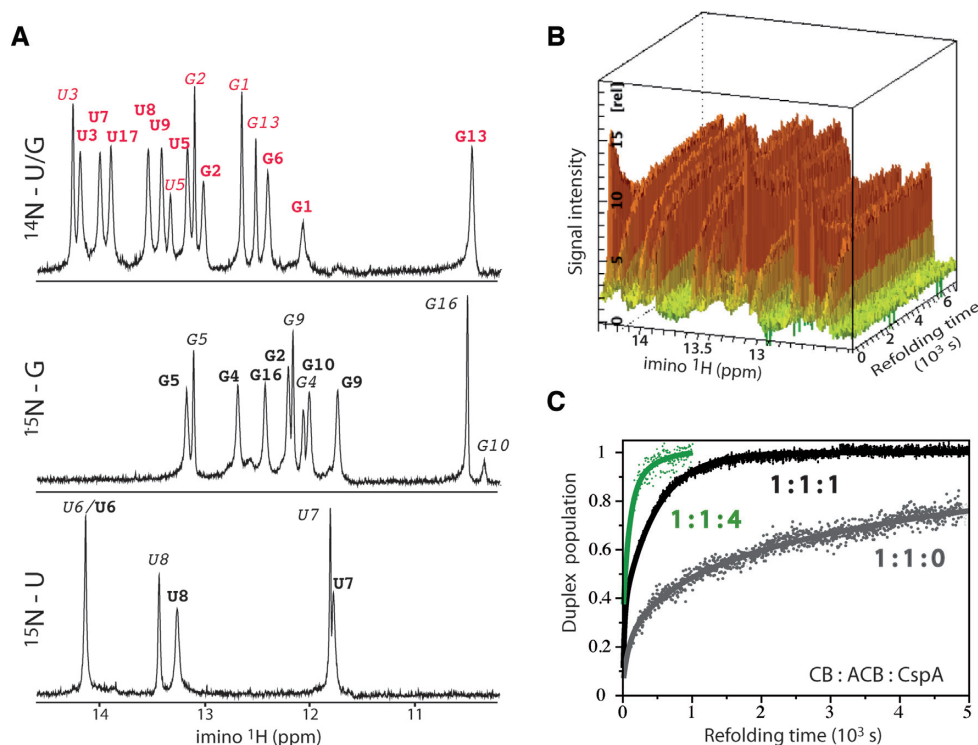 A
14N - U/G
U3
U3
U7
U17
U8
U9
U5
U5
G2
G2
G1
G13
G6
G1
G13
15N - G
G5
G5
G4
G16
G2
G9
G10
G4
G9
G16
G10
15N - U
U6/U6
U8
U8
U7
U7
14 13 12 11
imino 1H (ppm)
B
Signal intensity
[rel]
15
10
5
0
14 13.5 13
imino 1H (ppm)
0 2 4 6
Refolding time
(10³ s)
C
Duplex population
1
0.8
0.6
0.4
0.2
0
1:1:4
1:1:1
1:1:0
CB : ACB : CspA
0 1 2 3 4 5
Refolding time (10³ s)